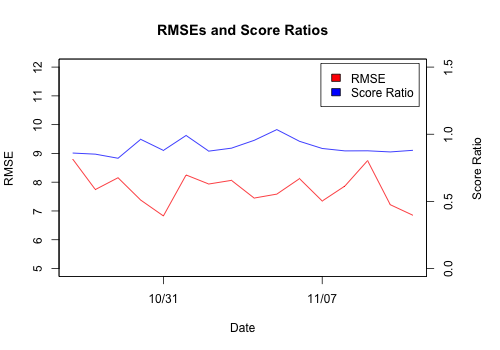 RMSEs and Score Ratios
RMSE
Score Ratio
12
11
10
9
8
7
6
5
RMSE
1.5
1.0
0.5
0.0
Score Ratio
10/31
11/07
Date